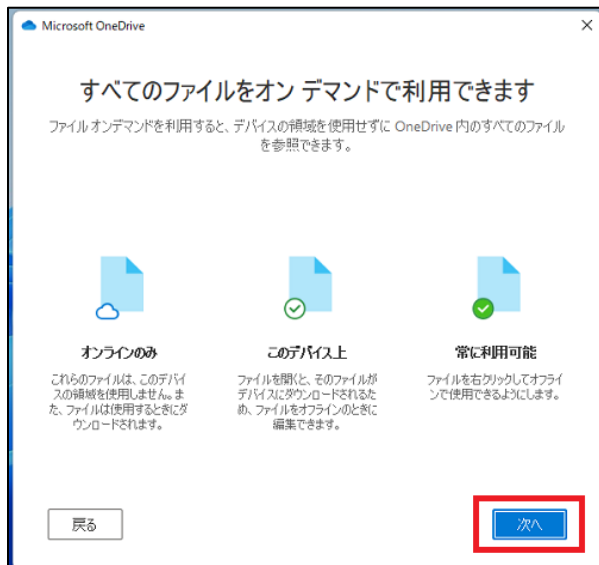 Microsoft OneDrive
すべてのファイルをオン デマンドで利用できます
ファイル オンデマンドを利用すると、デバイスの領域を使用せずに OneDrive 内のすべてのファイル
を参照できます。
オンラインのみ
これらのファイルは、このデバイ
スの領域を使用しません。ま
た、ファイルは使用するときにダ
ウンロードされます。
このデバイス上
ファイルを開くと、そのファイルが
デバイスにダウンロードされるた
め、ファイルをオフラインのときに
編集できます。
常に利用可能
ファイルを右クリックしてオフライ
ンで使用できるようにします。
戻る
次へ